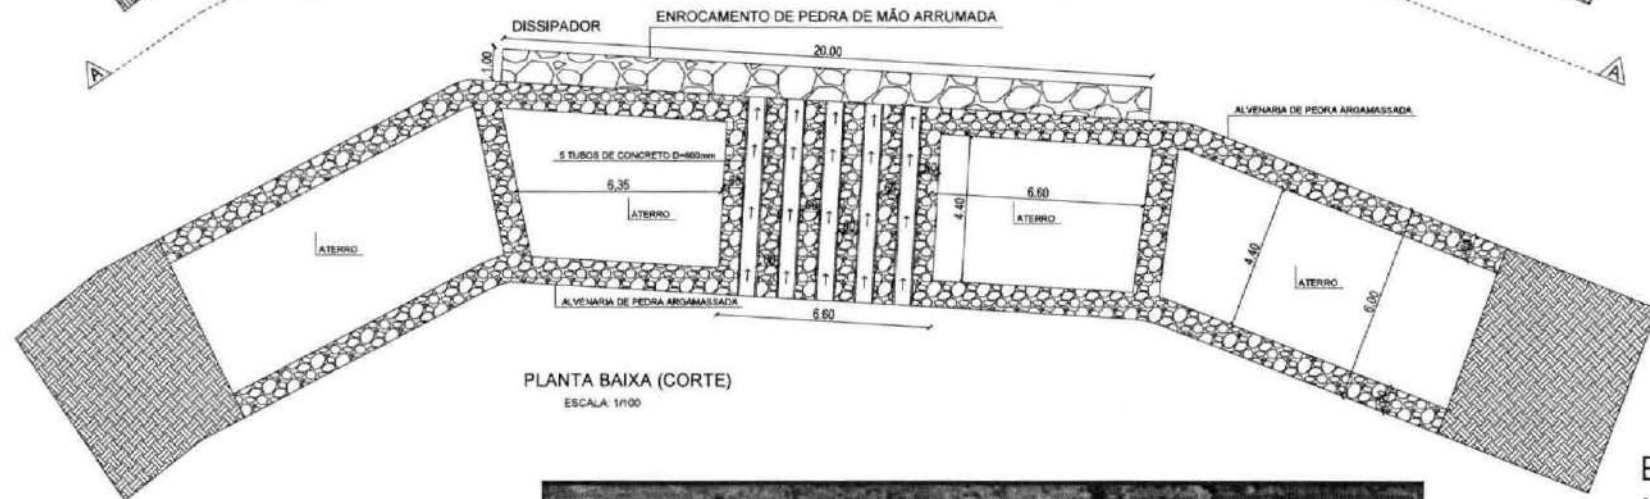 ENROCAMENTO DE PEDRA DE MÃO ARRUMADA
DISSIPADOR
20.00
1.00
A
A
ALVENARIA DE PEDRA ARGAMASSADA
5 TUBOS DE CONCRETO D=600mm
6,35
ATERRO
6.60
4.40
ATERRO
ATERRO
4.40
ATERRO
6,00
ALVENARIA DE PEDRA ARGAMASSADA
6.60
PLANTA BAIXA (CORTE)
ESCALA: 1/100